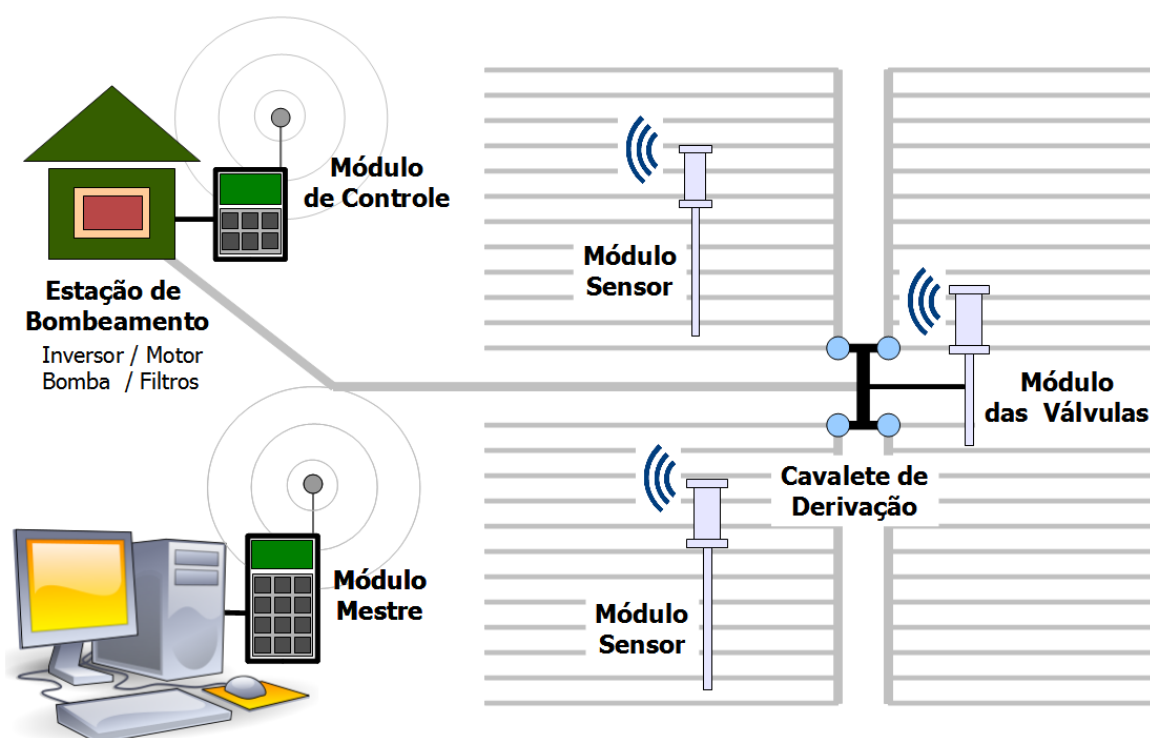 Módulo
de Controle
Estação de
Bombeamento
Inversor / Motor
Bomba / Filtros
Módulo
Sensor
Módulo
das Válvulas
Cavalete de
Derivação
Módulo
Mestre
Módulo
Sensor